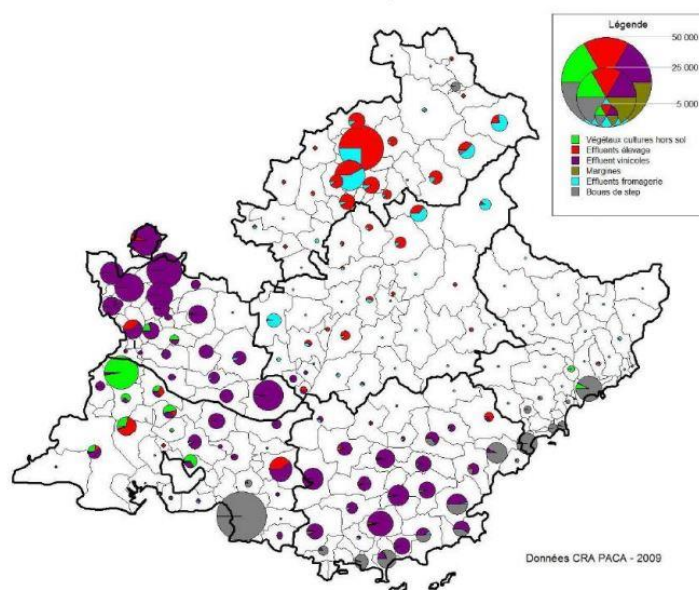 Légende
50 000
25 000
5 000
Végétaux cultures hors sol
Effluents élevage
Effluent vinicoles
Margines
Effluents fromagerie
Boues de step
Données CRA PACA - 2009